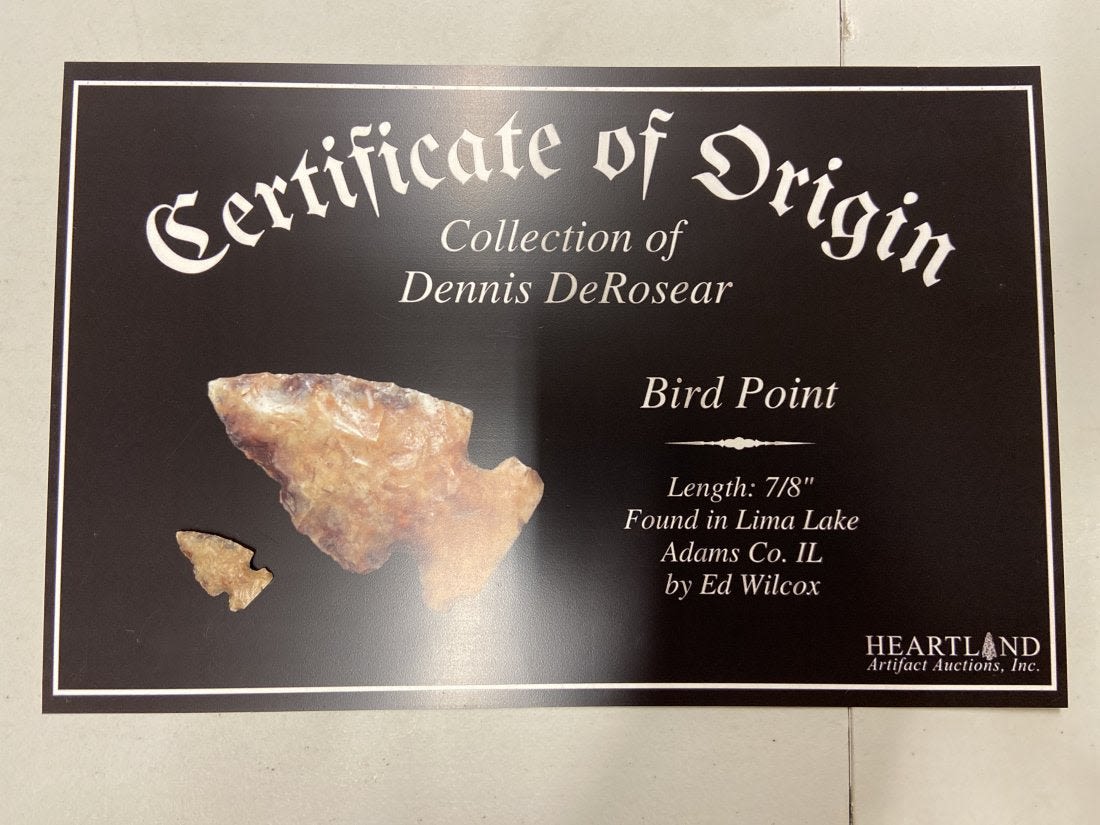 Certificate of Origin
Collection of
Dennis DeRosear
Bird Point
Length: 7/8"
Found in Lima Lake
Adams Co. IL
by Ed Wilcox
HEARTLAND
Artifact Auctions, Inc.